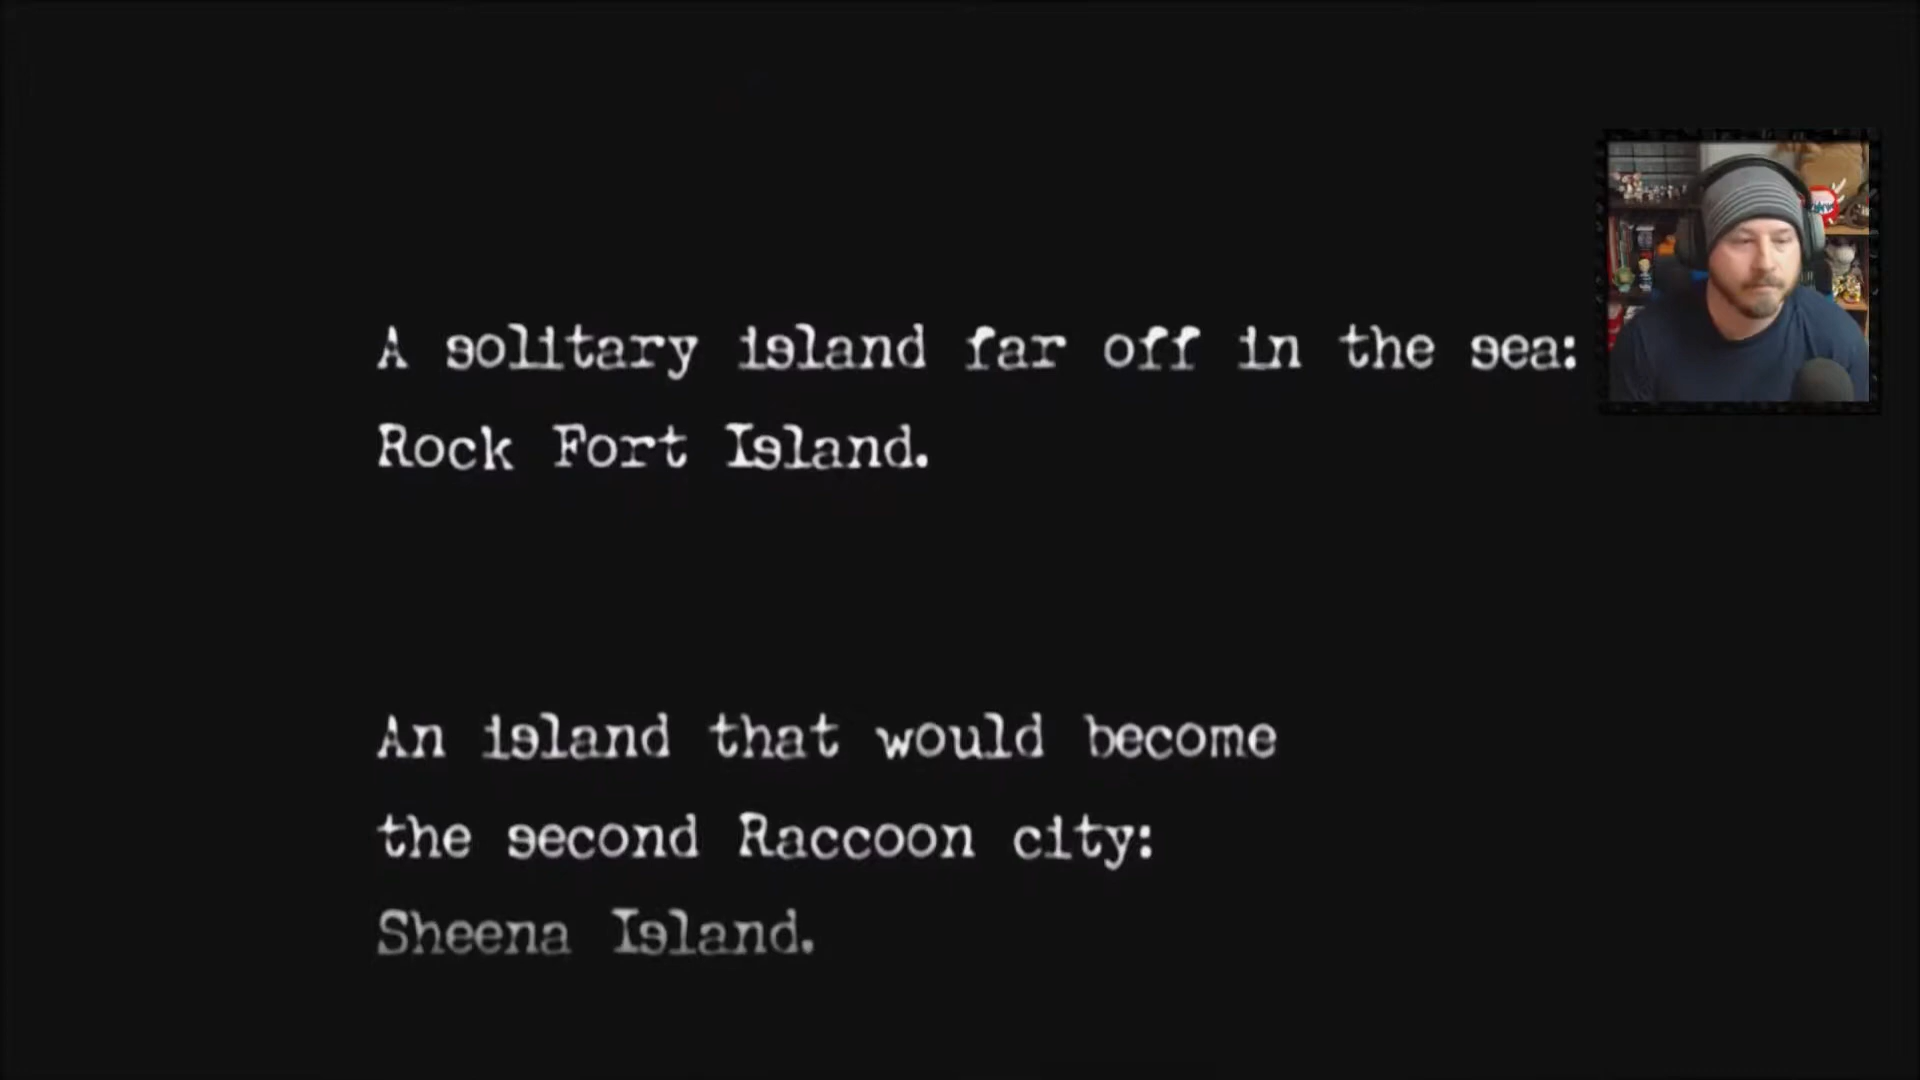 A solitary island far off in the sea:
Rock Fort Island.
An island that would become
the second Raccoon city:
Sheena Island.